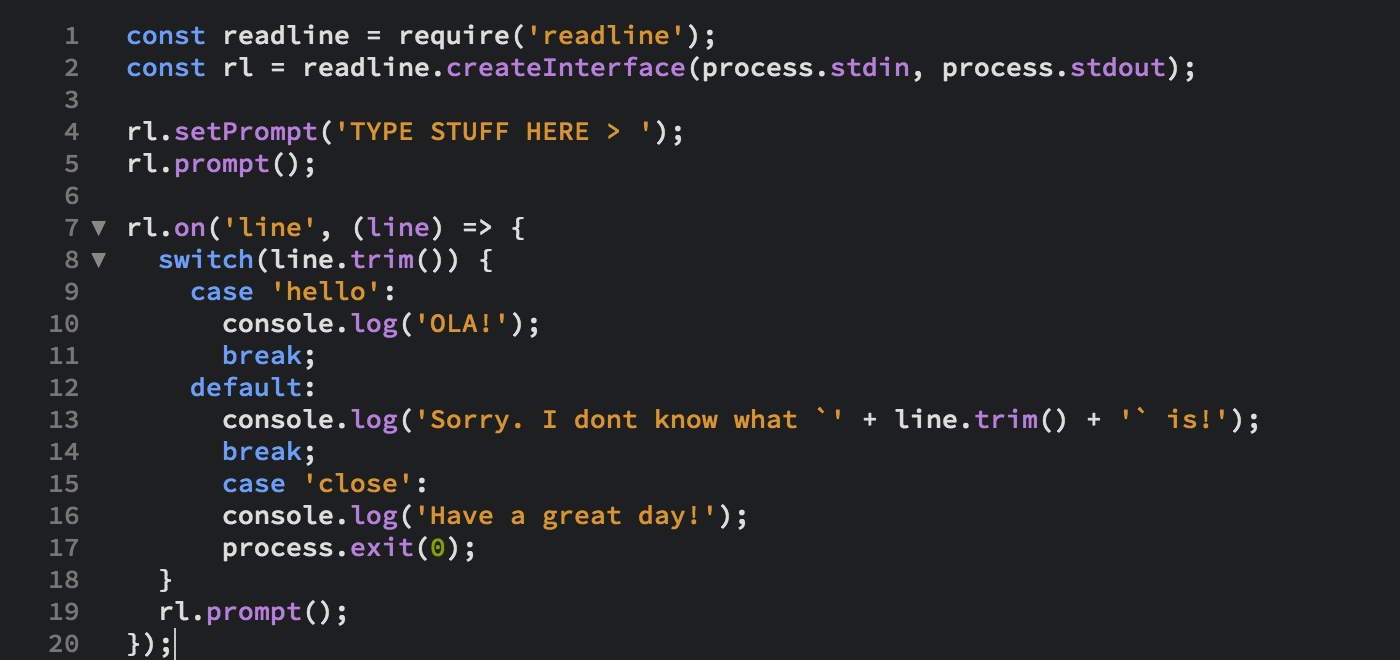 1 const readline = require('readline');
2 const rl = readline.createInterface(process.stdin, process.stdout);
3
4 rl.setPrompt('TYPE STUFF HERE > ');
5 rl.prompt();
6
7 ▼ rl.on('line', (line) => {
8 ▼   switch(line.trim()) {
9     case 'hello':
10       console.log('OLA!');
11       break;
12     default:
13       console.log('Sorry. I dont know what `' + line.trim() + '` is!');
14       break;
15       case 'close':
16       console.log('Have a great day!');
17       process.exit(0);
18   }
19   rl.prompt();
20 });